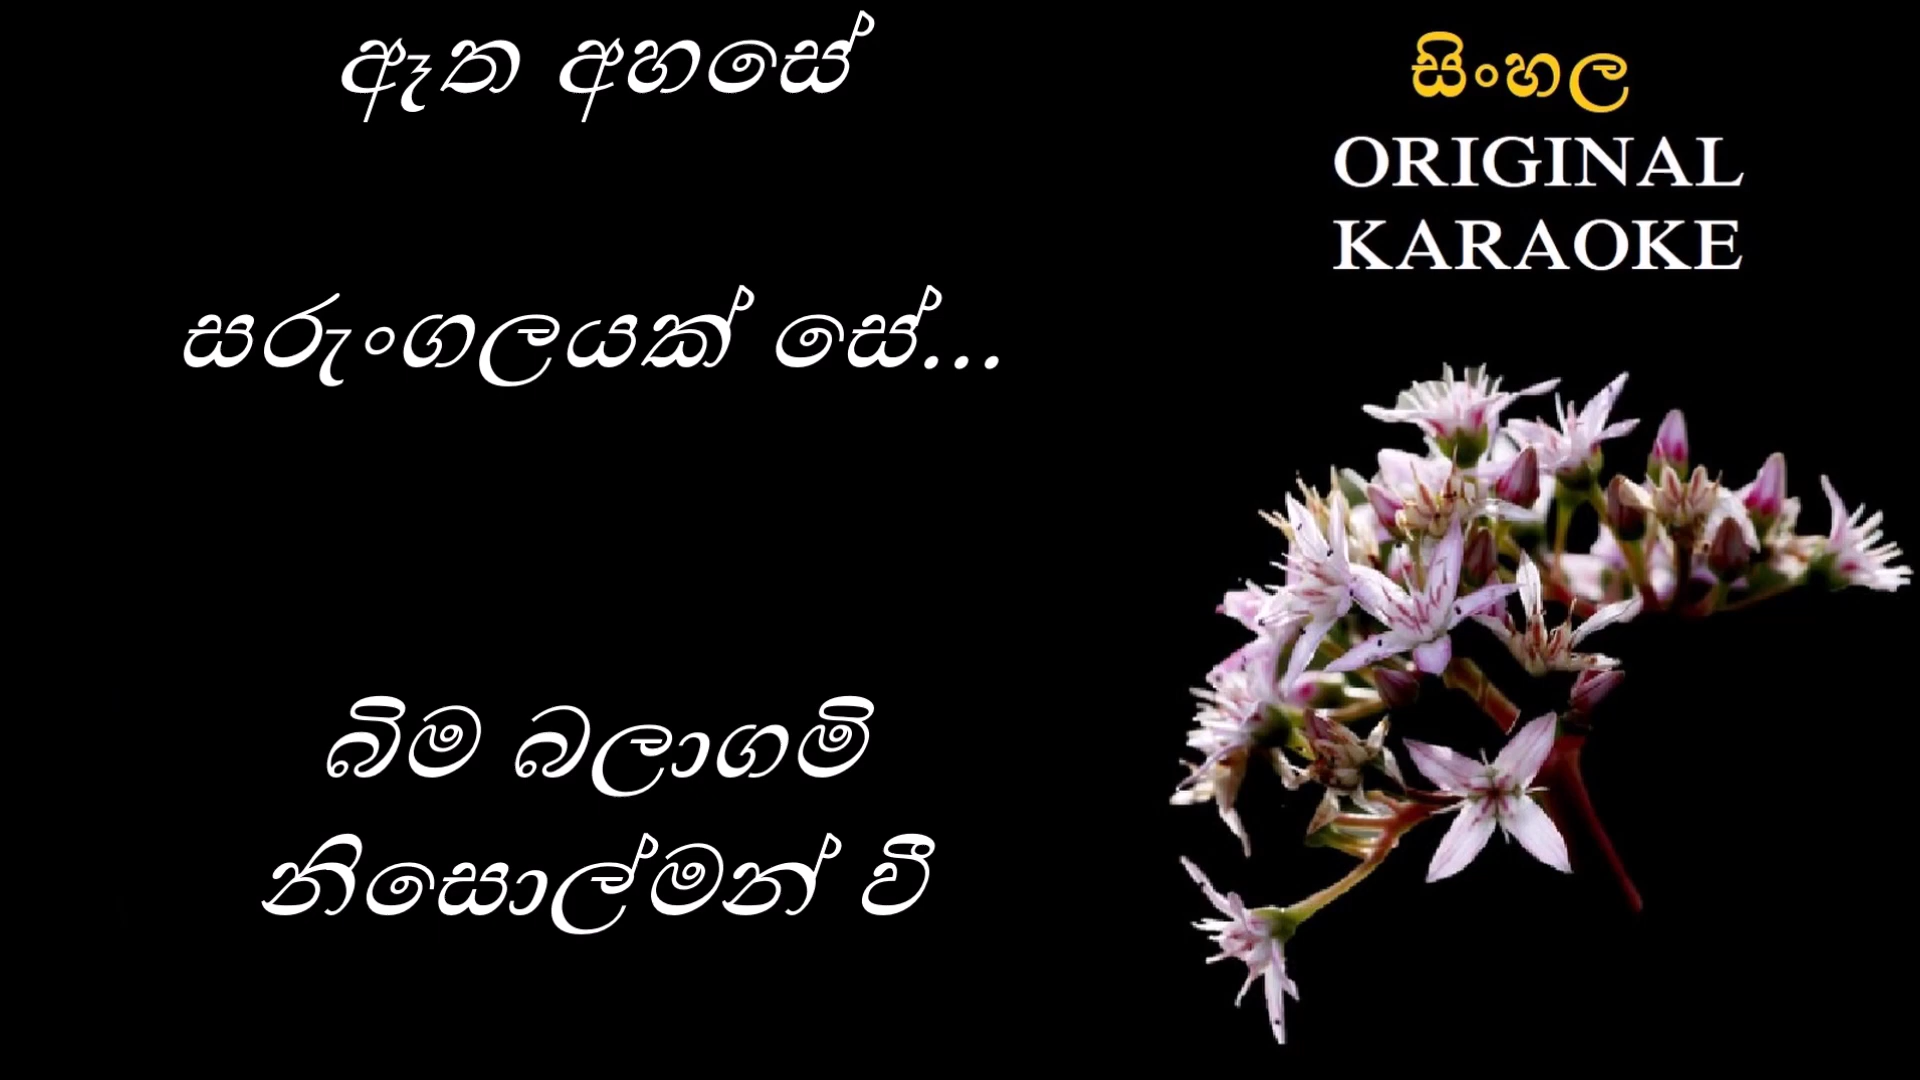 ඈත අහසේ
සරුංගලයක් සේ...
බිම බලාගමි
නිසොල්මන් වී
සිංහල
ORIGINAL
KARAOKE